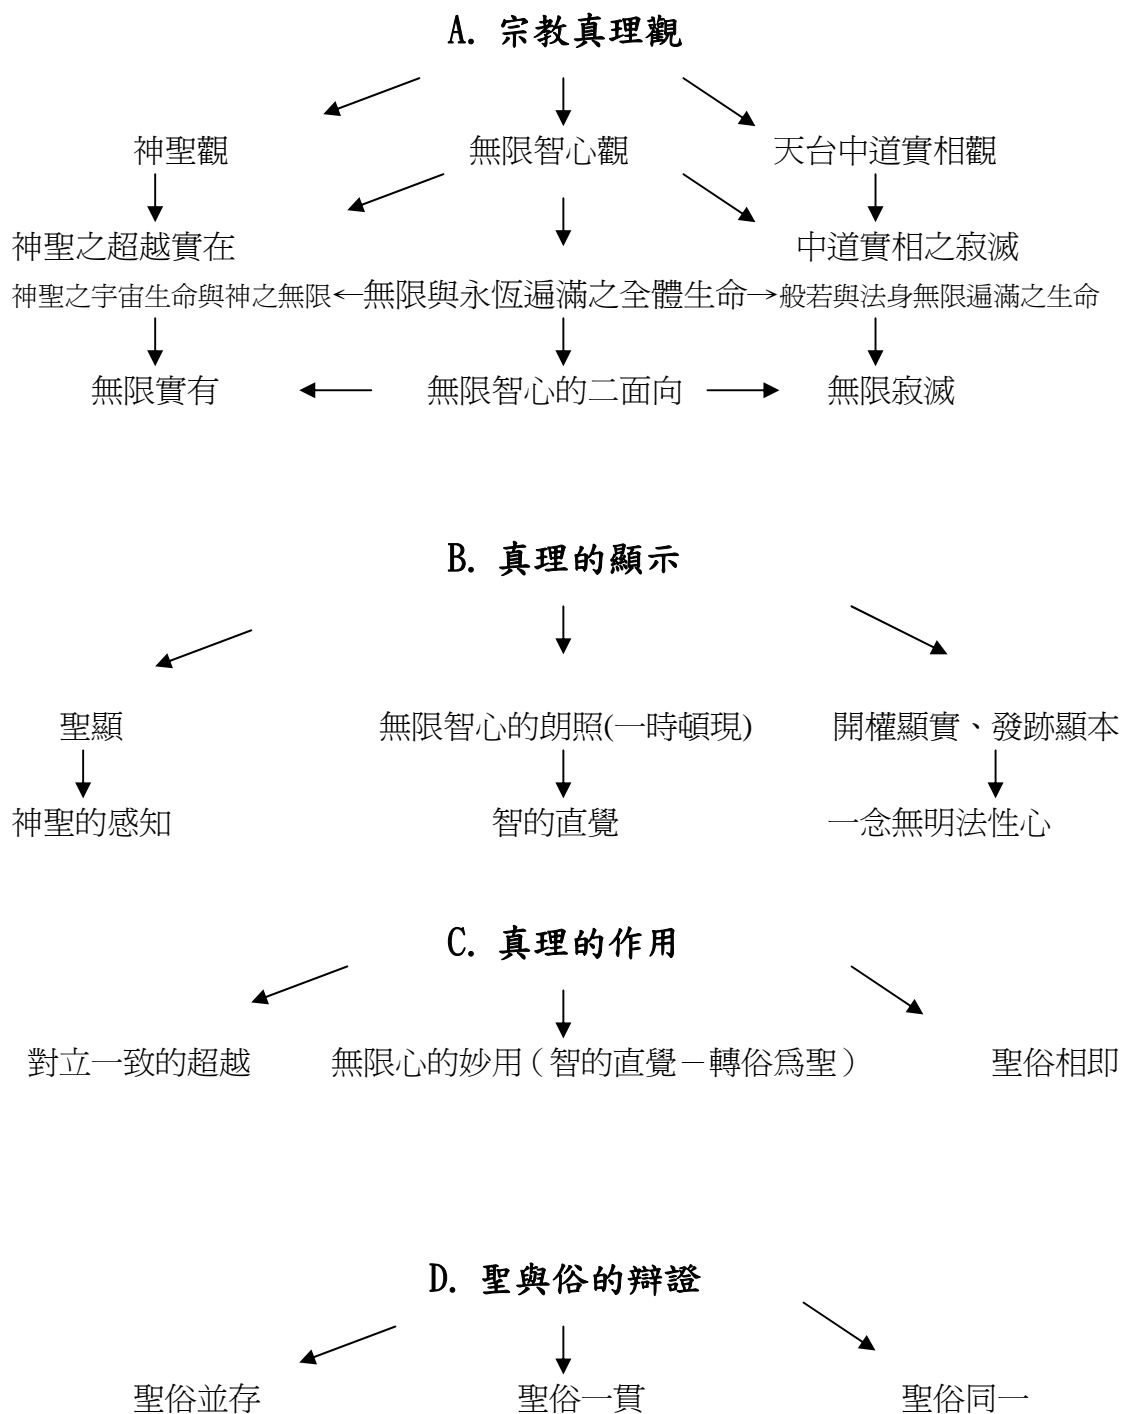 A. 宗教真理觀
神聖觀 無限智心觀 天台中道實相觀
神聖之超越實在 中道實相之寂滅
神聖之宇宙生命與神之無限←無限與永恆遍滿之全體生命→般若與法身無限遍滿之生命
無限實有 無限智心的二面向 無限寂滅
B. 真理的顯示
聖顯 無限智心的朗照(一時頓現) 開權顯實、發跡顯本
神聖的感知 智的直覺 一念無明法性心
C. 真理的作用
對立一致的超越 無限心的妙用（智的直覺－轉俗爲聖） 聖俗相即
D. 聖與俗的辯證
聖俗並存 聖俗一貫 聖俗同一